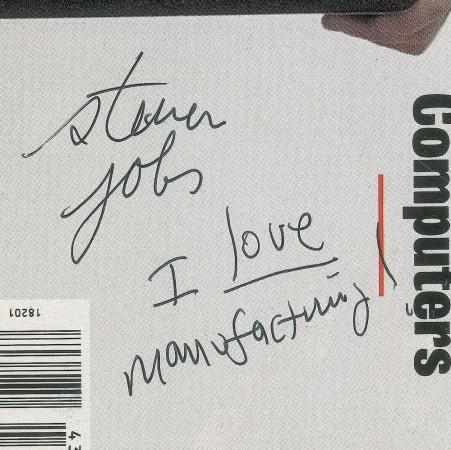 steven
jobs
I love
manufacturing!
Computers
18201